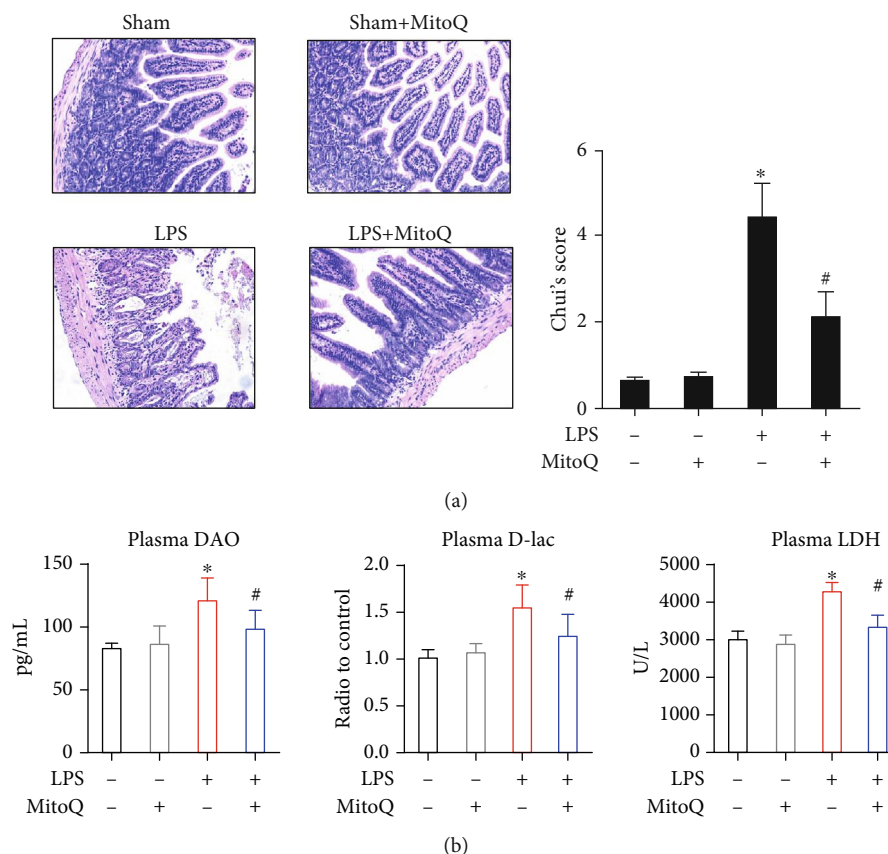 Sham
Sham+MitoQ
LPS
LPS+MitoQ
Chui's score
6
4
2
0
*
#
LPS – – + +
MitoQ – + – +
(a)
Plasma DAO
pg/mL
150
100
50
0
*
#
LPS – – + +
MitoQ – + – +
Plasma D-lac
Radio to control
2.0
1.5
1.0
0.5
0.0
*
#
LPS – – + +
MitoQ – + – +
Plasma LDH
U/L
5000
4000
3000
2000
1000
0
*
#
LPS – – + +
MitoQ – + – +
(b)